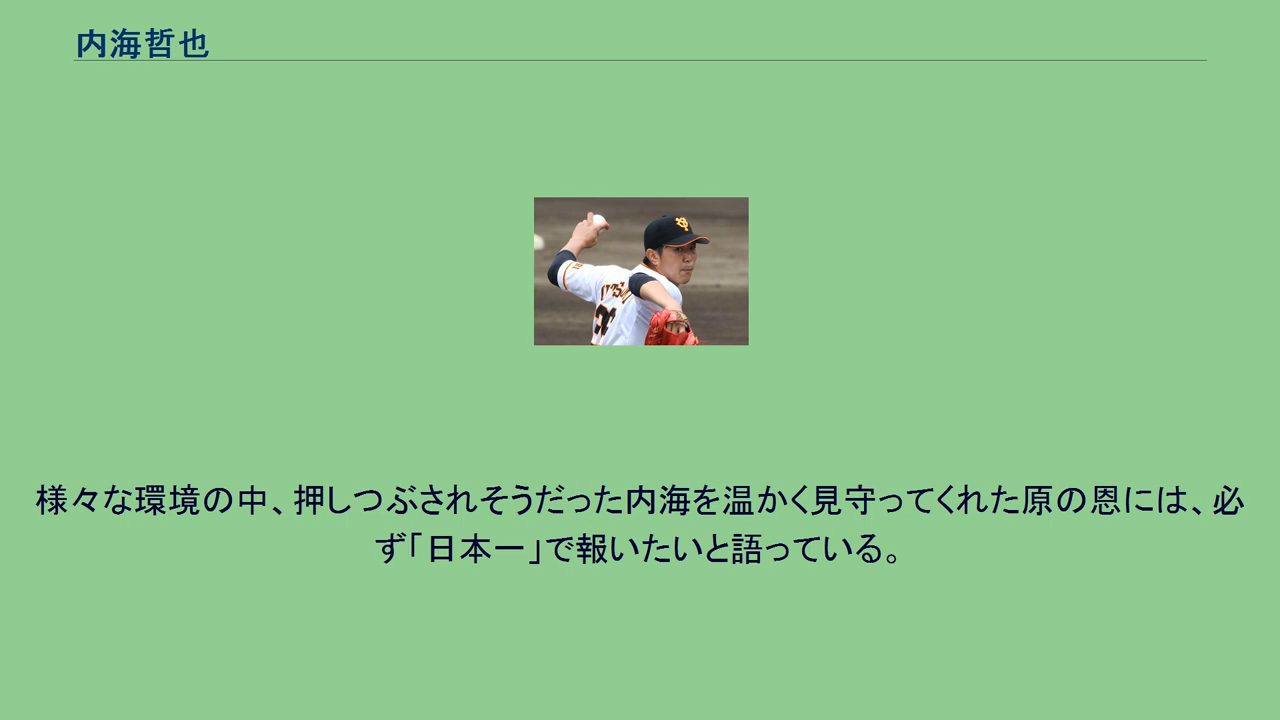 内海哲也
様々な環境の中、押しつぶされそうだった内海を温かく見守ってくれた原の恩には、必
ず「日本一」で報いたいと語っている。